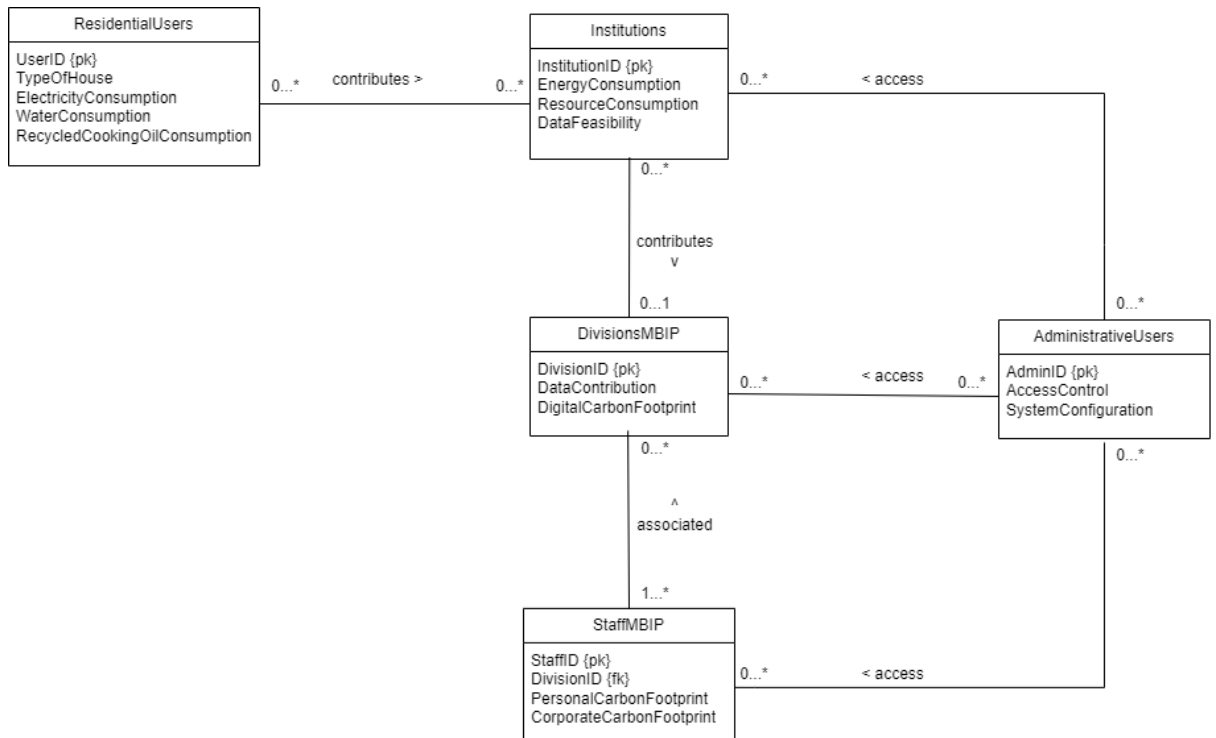 ResidentialUsers
UserID {pk}
TypeOfHouse
ElectricityConsumption
WaterConsumption
RecycledCookingOilConsumption
0...*
contributes >
0...*
Institutions
InstitutionID {pk}
EnergyConsumption
ResourceConsumption
DataFeasibility
0...*
< access
0...*
contributes
v
0...1
0...*
DivisionsMBIP
DivisionID {pk}
DataContribution
DigitalCarbonFootprint
0...*
< access
0...*
AdministrativeUsers
AdminID {pk}
AccessControl
SystemConfiguration
0...*
0...*
^
associated
1...*
StaffMBIP
StaffID {pk}
DivisionID {fk}
PersonalCarbonFootprint
CorporateCarbonFootprint
0...*
< access